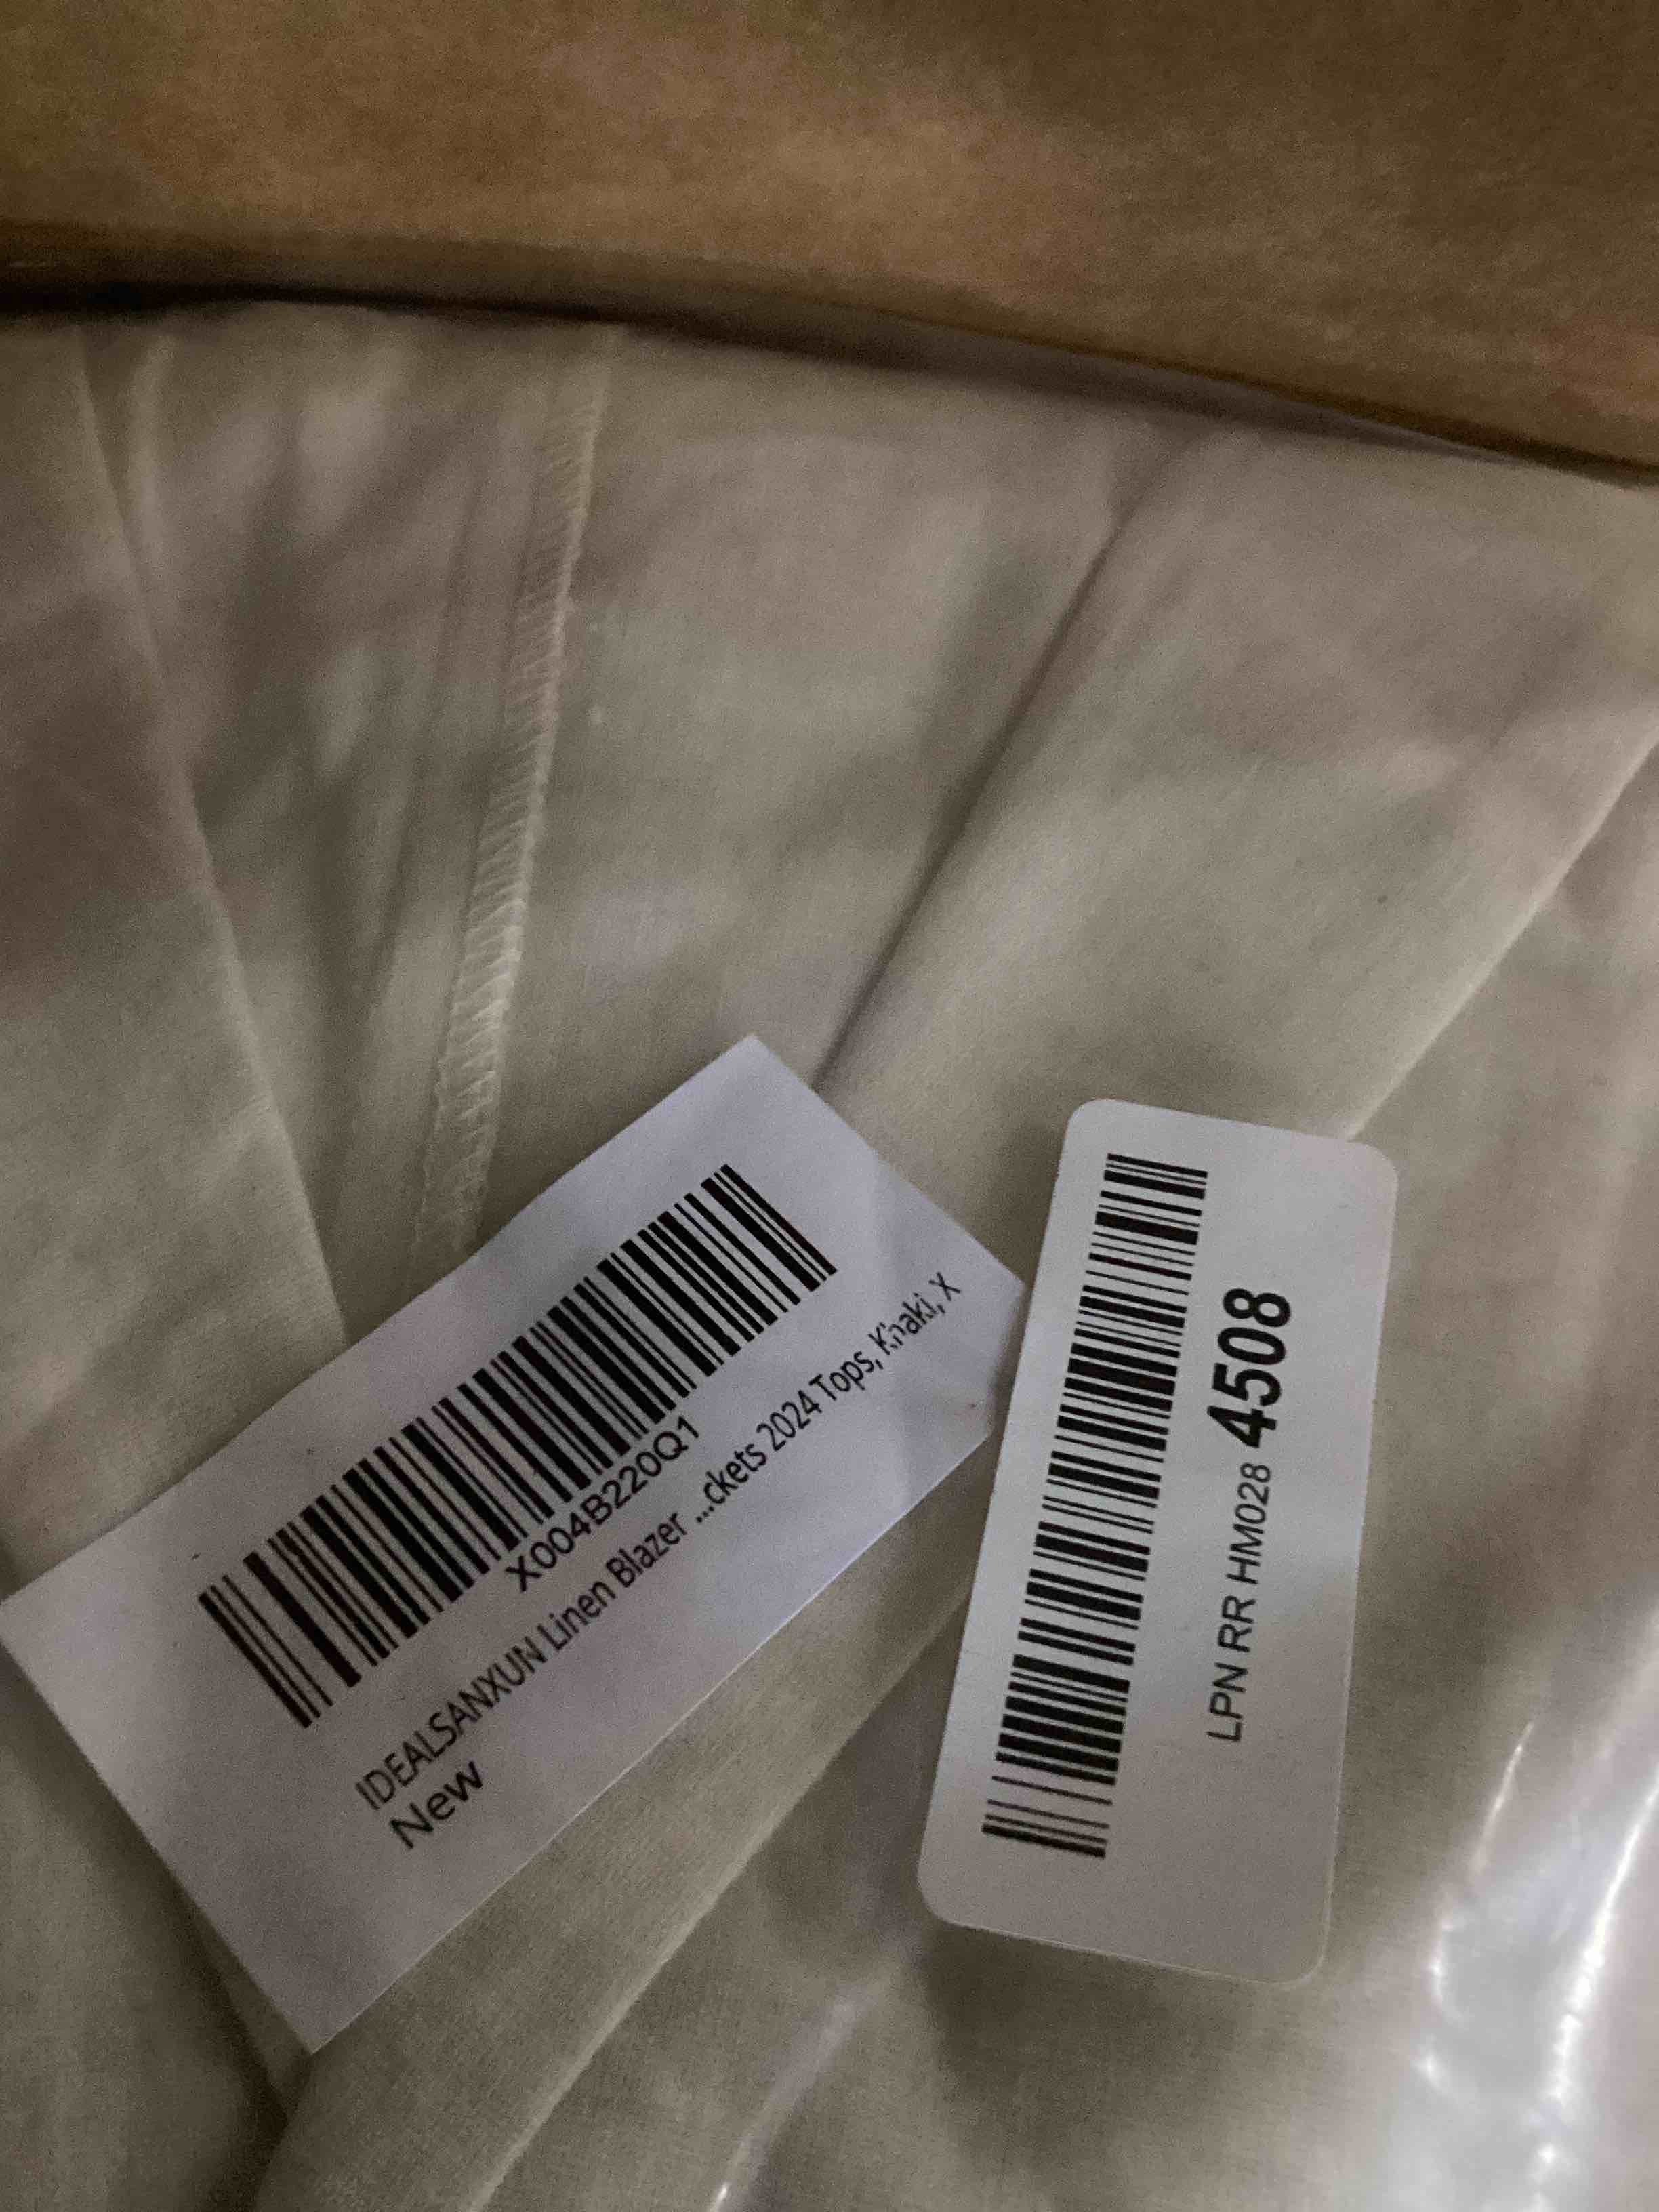 X004B220Q1
IDEALSANXUN Linen Blazer ...ckets 2024 Tops, Khaki, X
New
LPN RR HM028 4508